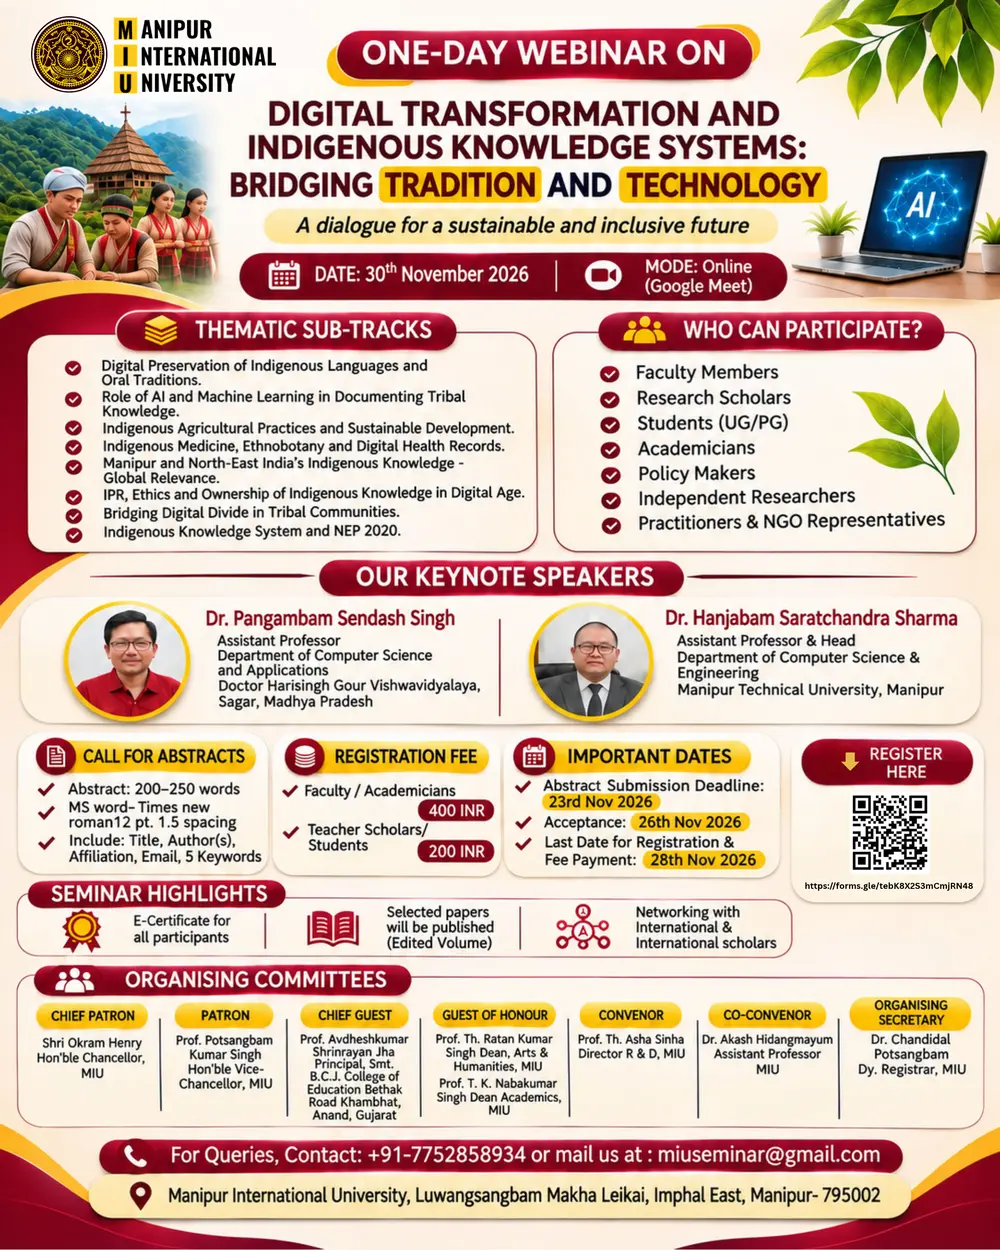 MANIPUR
INTERNATIONAL
UNIVERSITY
ONE-DAY WEBINAR ON
DIGITAL TRANSFORMATION AND
INDIGENOUS KNOWLEDGE SYSTEMS:
BRIDGING TRADITION AND TECHNOLOGY
A dialogue for a sustainable and inclusive future
DATE: 30th November 2026
MODE: Online
(Google Meet)
AI
THEMATIC SUB-TRACKS
Digital Preservation of Indigenous Languages and
Oral Traditions.
Role of AI and Machine Learning in Documenting Tribal
Knowledge.
Indigenous Agricultural Practices and Sustainable Development.
Indigenous Medicine, Ethnobotany and Digital Health Records.
Manipur and North-East India's Indigenous Knowledge -
Global Relevance.
IPR, Ethics and Ownership of Indigenous Knowledge in Digital Age.
Bridging Digital Divide in Tribal Communities.
Indigenous Knowledge System and NEP 2020.
WHO CAN PARTICIPATE?
Faculty Members
Research Scholars
Students (UG/PG)
Academicians
Policy Makers
Independent Researchers
Practitioners & NGO Representatives
OUR KEYNOTE SPEAKERS
Dr. Pangambam Sendash Singh
Assistant Professor
Department of Computer Science
and Applications
Doctor Harisingh Gour Vishwavidyalaya,
Sagar, Madhya Pradesh
Dr. Hanjabam Saratchandra Sharma
Assistant Professor & Head
Department of Computer Science &
Engineering
Manipur Technical University, Manipur
CALL FOR ABSTRACTS
Abstract: 200–250 words
MS word- Times new
roman12 pt. 1.5 spacing
Include: Title, Author(s),
Affiliation, Email, 5 Keywords
REGISTRATION FEE
Faculty / Academicians
400 INR
Teacher Scholars/
Students
200 INR
IMPORTANT DATES
Abstract Submission Deadline:
23rd Nov 2026
Acceptance: 26th Nov 2026
Last Date for Registration &
Fee Payment: 28th Nov 2026
REGISTER
HERE
https://forms.gle/tebK8X2S3mCmjRN48
SEMINAR HIGHLIGHTS
E-Certificate for
all participants
Selected papers
will be published
(Edited Volume)
Networking with
International &
International scholars
ORGANISING COMMITTEES
CHIEF PATRON
Shri Okram Henry
Hon'ble Chancellor,
MIU
PATRON
Prof. Potsangbam
Kumar Singh
Hon'ble Vice-
Chancellor, MIU
CHIEF GUEST
Prof. Avdheshkumar
Shrinrayan Jha
Principal, Smt.
B.C.J. College of
Education Bethak
Road Khambhat,
Anand, Gujarat
GUEST OF HONOUR
Prof. Th. Ratan Kumar
Singh Dean, Arts &
Humanities, MIU
Prof. T. K. Nabakumar
Singh Dean Academics,
MIU
CONVENOR
Prof. Th. Asha Sinha
Director R & D, MIU
CO-CONVENOR
Dr. Akash Hidangmayum
Assistant Professor
MIU
ORGANISING
SECRETARY
Dr. Chandidal
Potsangbam
Dy. Registrar, MIU
For Queries, Contact: +91-7752858934 or mail us at : miuseminar@gmail.com
Manipur International University, Luwangsangbam Makha Leikai, Imphal East, Manipur- 795002